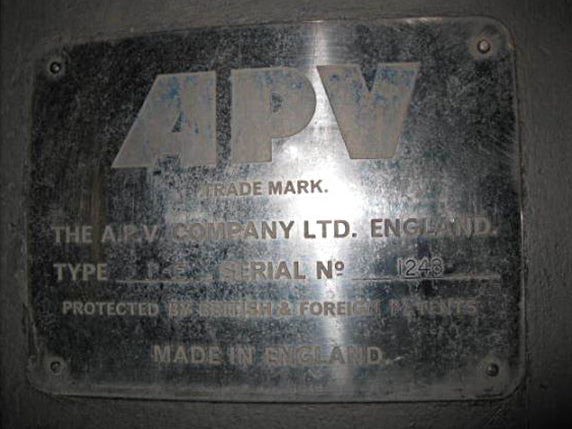 APV
TRADE MARK.
THE A.P.V. COMPANY LTD. ENGLAND.
TYPE SERIAL Nº 1243
PROTECTED BY BRITISH & FOREIGN PATENTS
MADE IN ENGLAND.